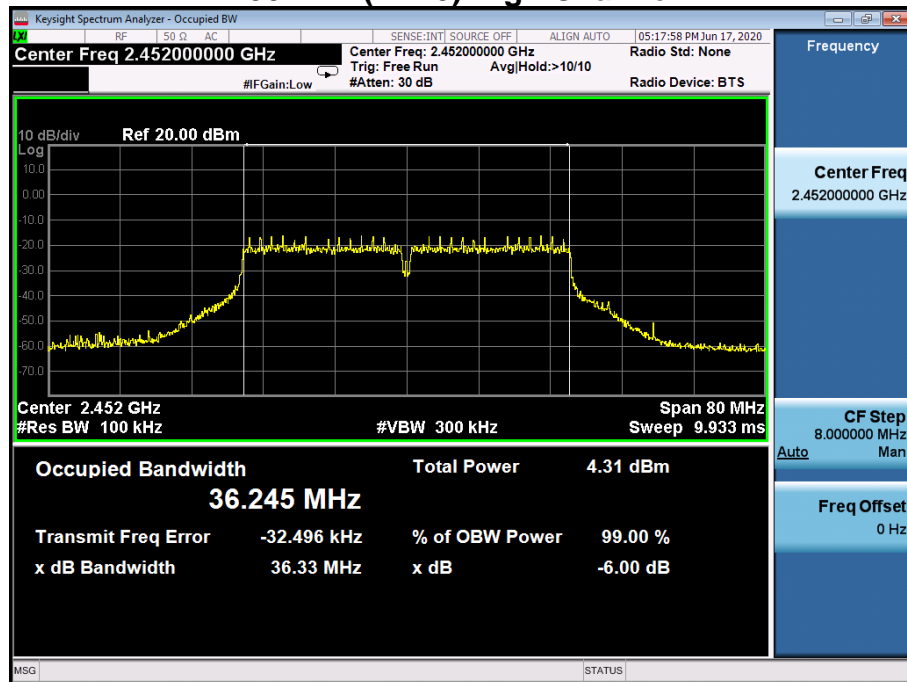 Keysight Spectrum Analyzer - Occupied BW
LXI RF 50 Ω AC SENSE:INT SOURCE OFF ALIGN AUTO 05:17:58 PM Jun 17, 2020
Center Freq 2.452000000 GHz
Center Freq: 2.452000000 GHz
Radio Std: None
Trig: Free Run Avg|Hold:>10/10
#IFGain:Low
#Atten: 30 dB
Radio Device: BTS
10 dB/div Ref 20.00 dBm
Log
10.0
0.00
-10.0
-20.0
-30.0
-40.0
-50.0
-60.0
-70.0
Center 2.452 GHz Span 80 MHz
#Res BW 100 kHz #VBW 300 kHz Sweep 9.933 ms
Occupied Bandwidth Total Power 4.31 dBm
36.245 MHz
Transmit Freq Error -32.496 kHz % of OBW Power 99.00 %
x dB Bandwidth 36.33 MHz x dB -6.00 dB
Frequency
Center Freq
2.452000000 GHz
CF Step
8.000000 MHz
Auto Man
Freq Offset
0 Hz
MSG STATUS